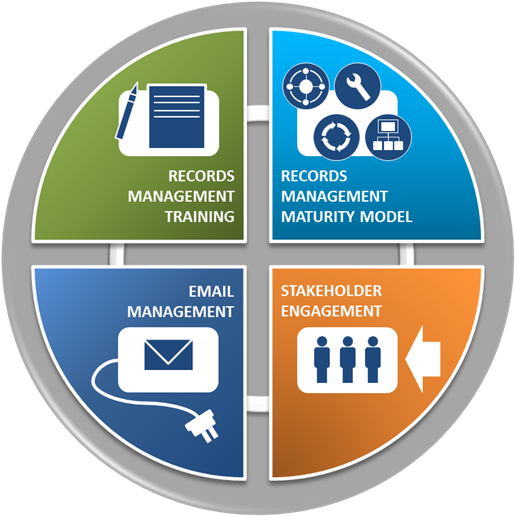 RECORDS
MANAGEMENT
TRAINING
RECORDS
MANAGEMENT
MATURITY MODEL
EMAIL
MANAGEMENT
STAKEHOLDER
ENGAGEMENT